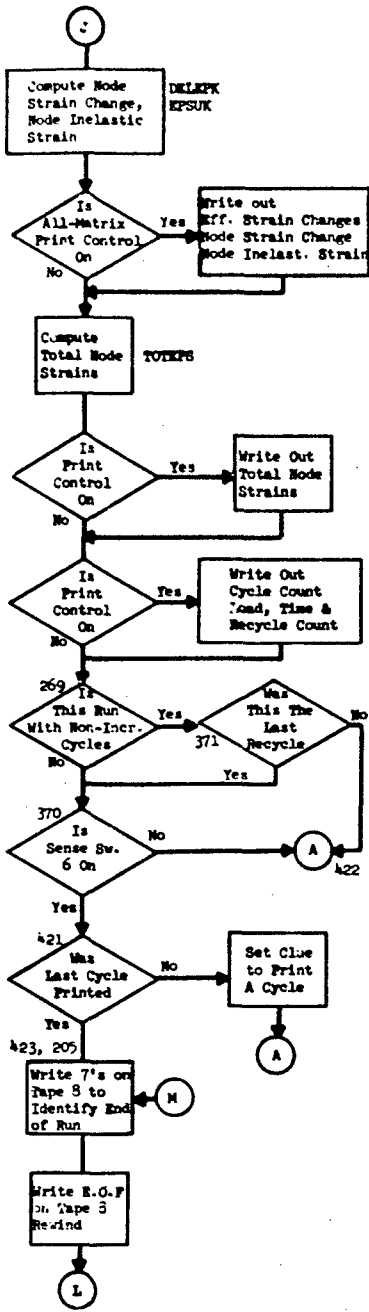 J
Compute Node
Strain Change,
Node Inelastic
Strain
DELEPK
EPSUK
Is
All-Matrix
Print Control
On
Yes
No
Write out
Eff. Strain Changes
Node Strain Change
Node Inelast. Strain
Compute
Total Node
Strains
TOTEPS
Is
Print
Control
On
Yes
No
Write Out
Total Node
Strains
Is
Print
Control
On
Yes
No
Write Out
Cycle Count
Load, Time &
Recycle Count
269
Is
This Run
With Non-Incr.
Cycles
Yes
No
Was
This The
Last
Recycle
371
No
Yes
370
Is
Sense Sw.
6 On
No
Yes
A
422
421
Was
Last Cycle
Printed
No
Yes
Set Clue
to Print
A Cycle
A
423, 205
Write 7's on
Tape 8 to
Identify End
of Run
M
Write E.O.F
on Tape
Rewind
L